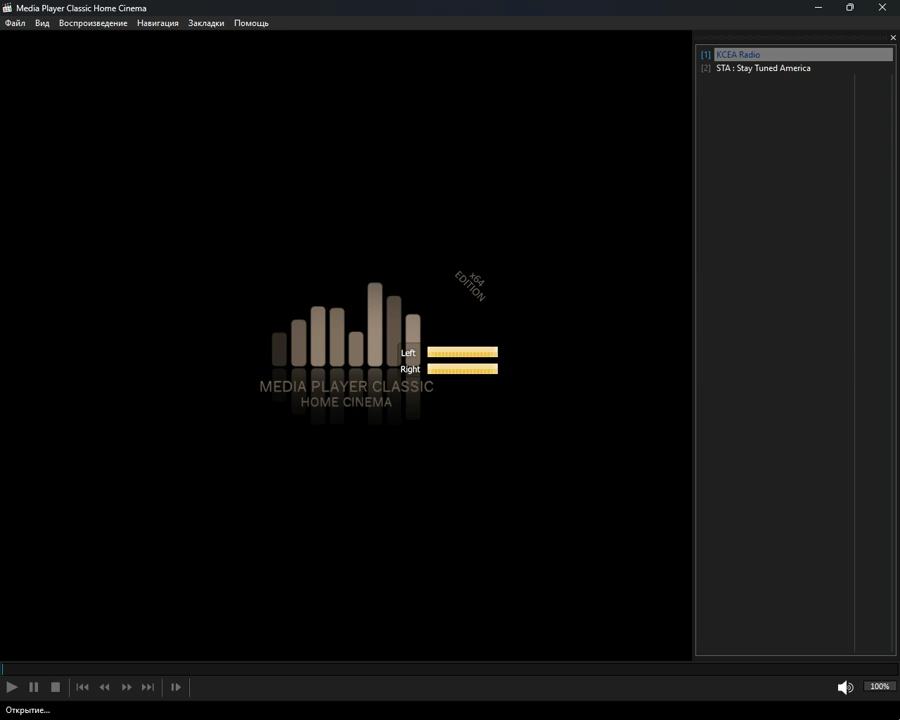 Media Player Classic Home Cinema
Файл Вид Воспроизведение Навигация Закладки Помощь
[1] KCEA Radio
[2] STA : Stay Tuned America
x64
EDITION
Left
Right
MEDIA PLAYER CLASSIC
HOME CINEMA
100%
Открытие...